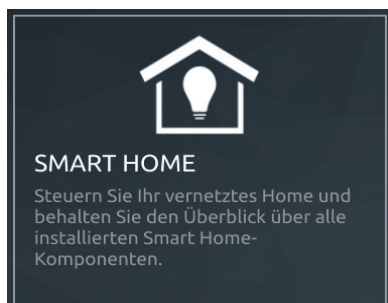 SMART HOME
Steuern Sie Ihr vernetztes Home und
behalten Sie den Überblick über alle
installierten Smart Home-
Komponenten.